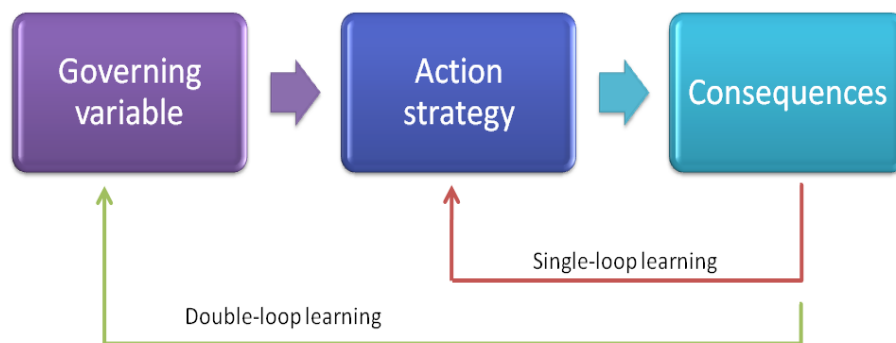 Governing
variable
Action
strategy
Consequences
Single-loop learning
Double-loop learning